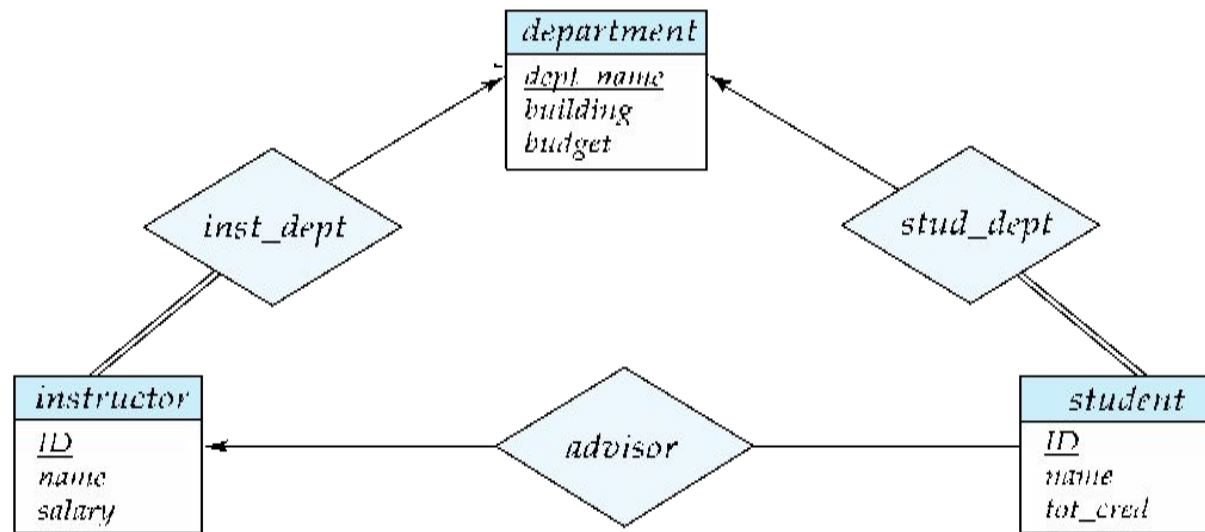 department
dept_name
building
budget
inst_dept
stud_dept
instructor
ID
name
salary
advisor
student
ID
name
tot_cred